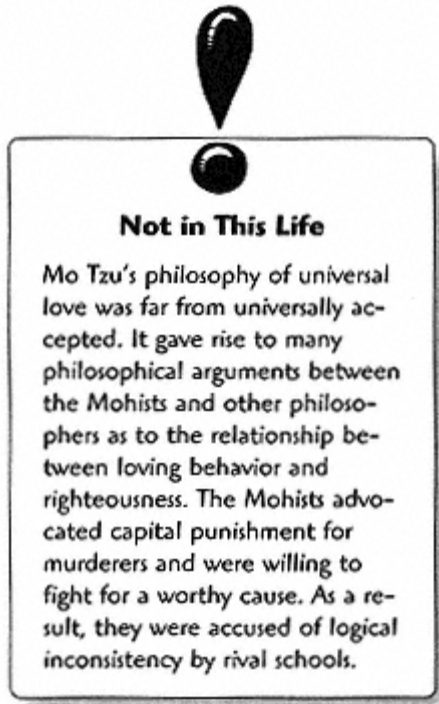 Not in This Life
Mo Tzu's philosophy of universal
love was far from universally ac-
cepted. It gave rise to many
philosophical arguments between
the Mohists and other philoso-
phers as to the relationship be-
tween loving behavior and
righteousness. The Mohists advo-
cated capital punishment for
murderers and were willing to
fight for a worthy cause. As a re-
sult, they were accused of logical
inconsistency by rival schools.